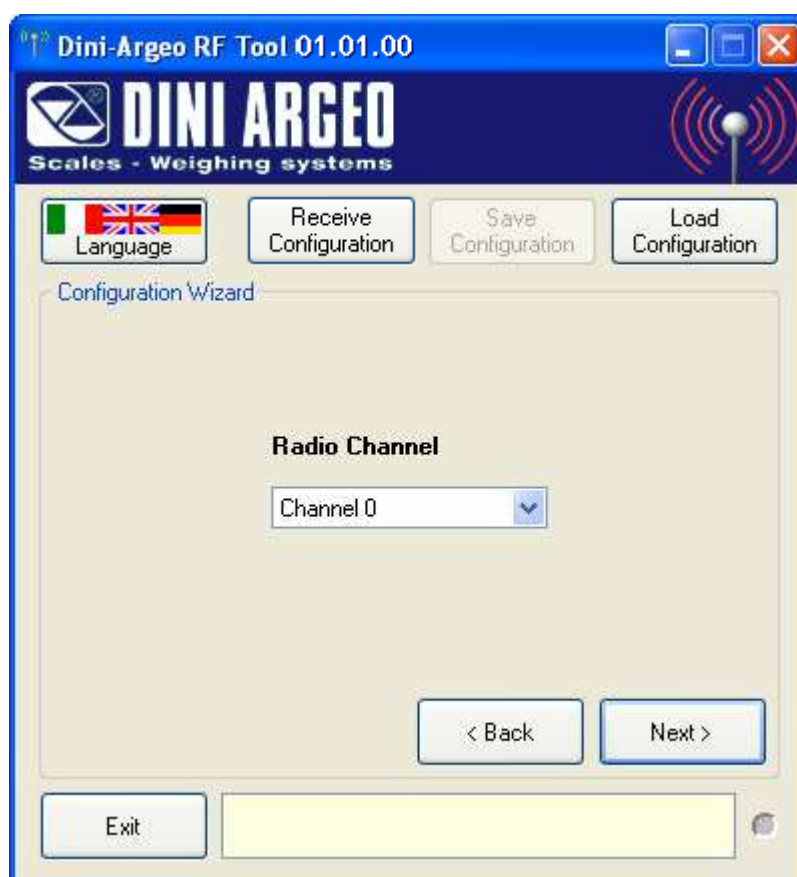 Dini-Argeo RF Tool 01.01.00
DINI ARGEO
Scales - Weighing systems
Language
Receive
Configuration
Save
Configuration
Load
Configuration
Configuration Wizard
Radio Channel
Channel 0
< Back
Next >
Exit